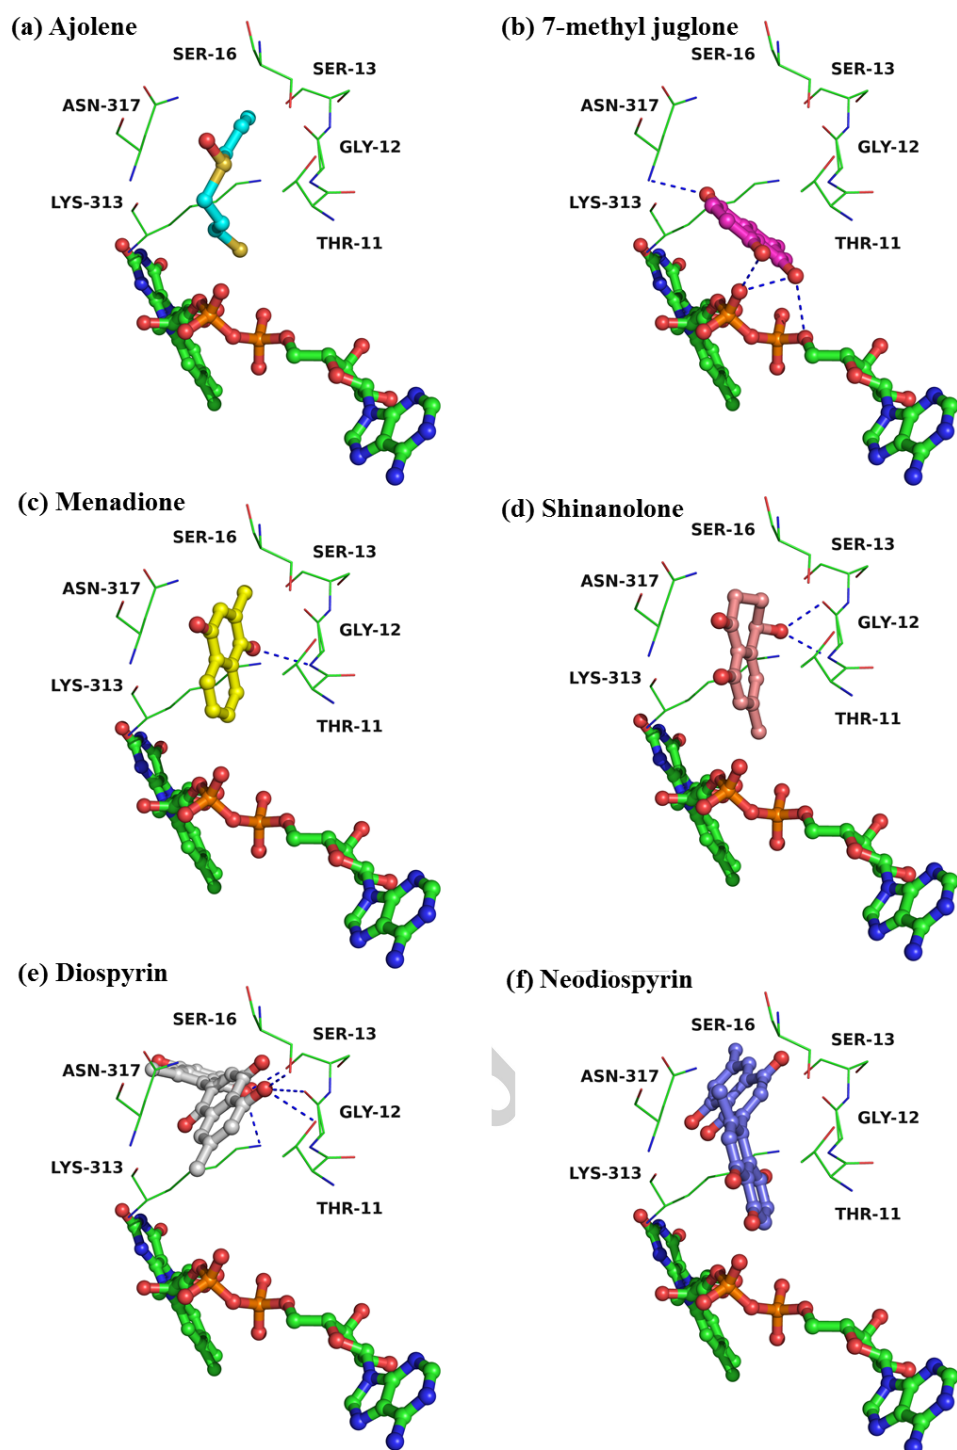 (a) Ajolene
SER-16
SER-13
ASN-317
GLY-12
LYS-313
THR-11
(b) 7-methyl juglone
SER-16
SER-13
ASN-317
GLY-12
LYS-313
THR-11
(c) Menadione
SER-16
SER-13
ASN-317
GLY-12
LYS-313
THR-11
(d) Shinanolone
SER-16
SER-13
ASN-317
GLY-12
LYS-313
THR-11
(e) Diospyrin
SER-16
SER-13
ASN-317
GLY-12
LYS-313
THR-11
(f) Neodiospyrin
SER-16
SER-13
ASN-317
GLY-12
LYS-313
THR-11